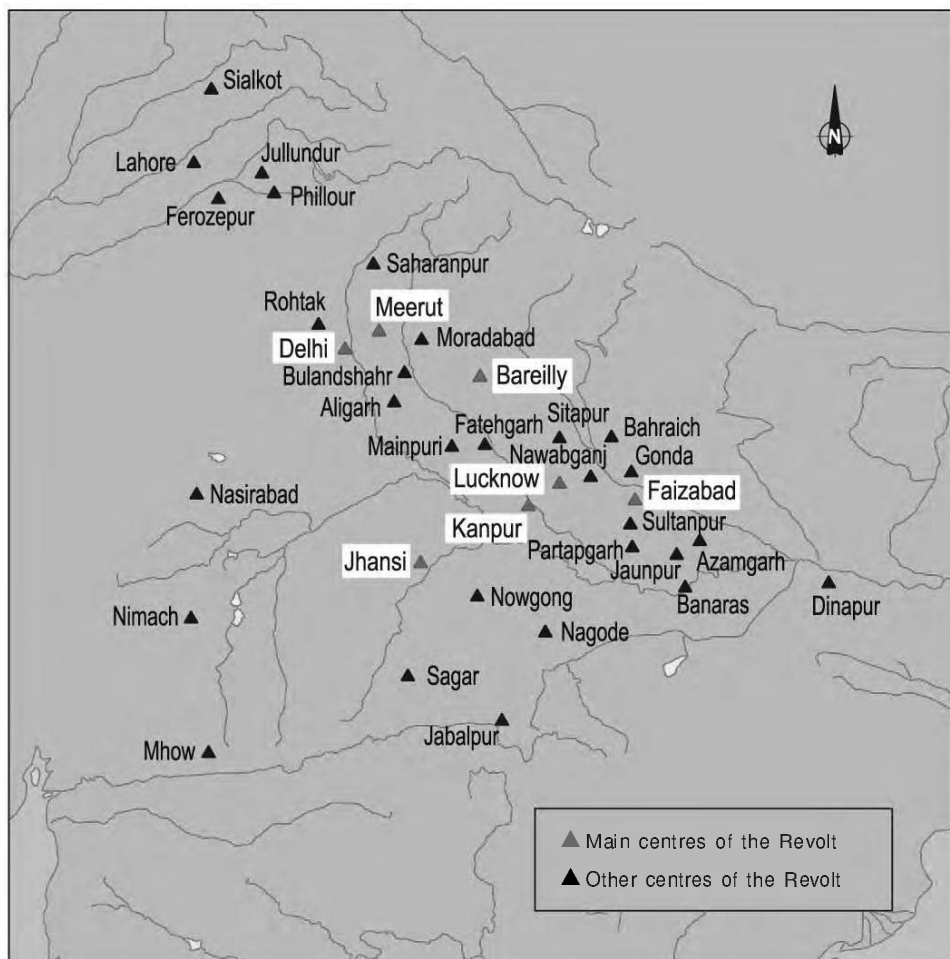 Sialkot
N
Lahore
Jullundur
Phillour
Ferozepur
Saharanpur
Rohtak
Meerut
Delhi
Moradabad
Bulandshahr
Bareilly
Aligarh
Sitapur
Mainpuri
Fatehgarh
Bahraich
Nawabganj
Gonda
Lucknow
Faizabad
Nasirabad
Kanpur
Sultanpur
Partapgarh
Jaunpur
Azamgarh
Jhansi
Nowgong
Banaras
Dinapur
Nimach
Nagode
Sagar
Jabalpur
Mhow
Main centres of the Revolt
Other centres of the Revolt